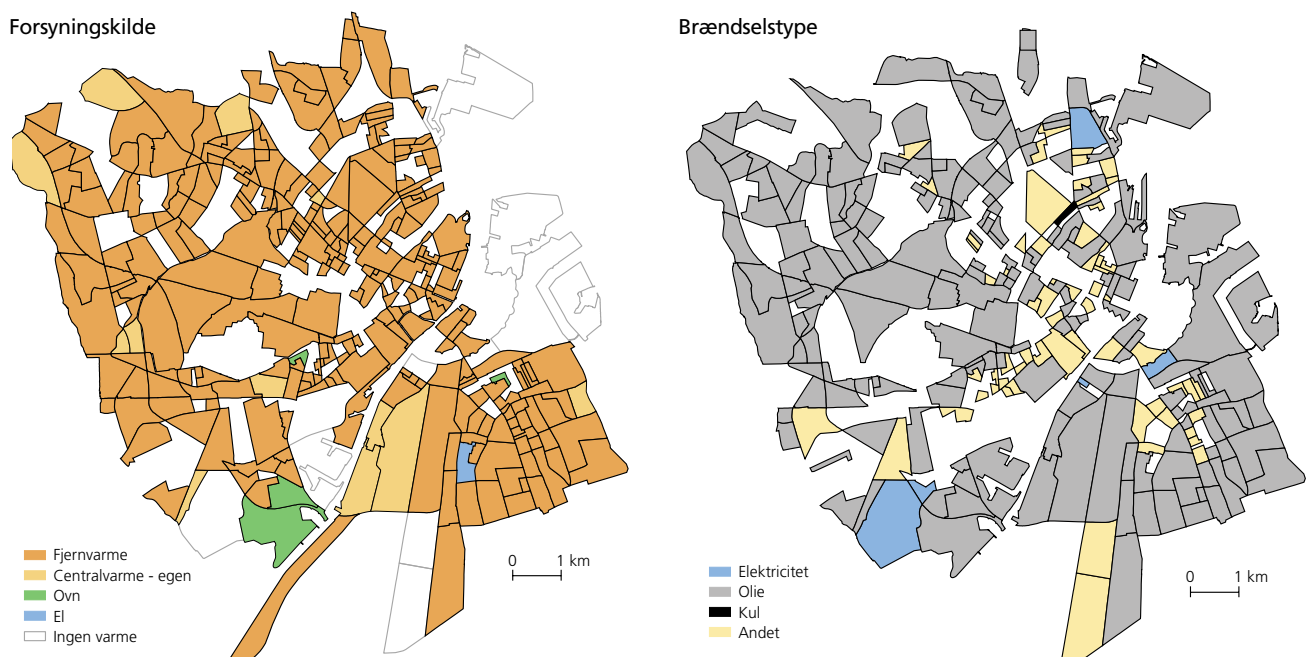 Forsyningskilde
Fjernvarme
Centralvarme - egen
Ovn
El
Ingen varme
0 1 km
Brændselstype
Elektricitet
Olie
Kul
Andet
0 1 km